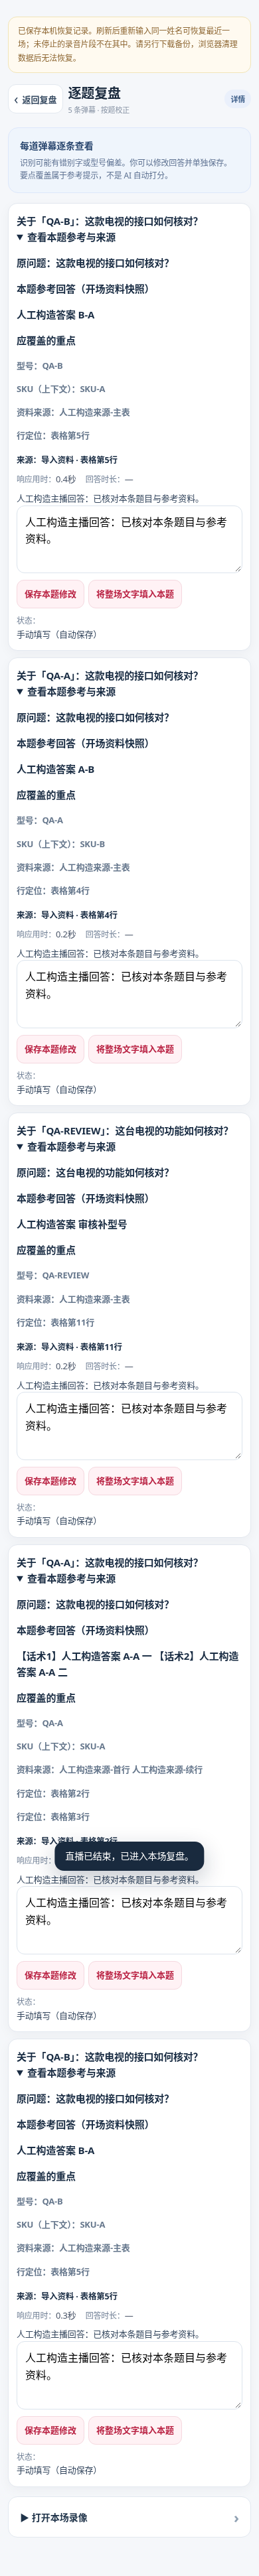 已保存本机恢复记录。刷新后重新输入同一姓名可恢复最近一
场；未停止的录音片段不在其中。请另行下载备份，浏览器清理
数据后无法恢复。
‹ 返回复盘
逐题复盘
5 条弹幕 · 按题校正
详情
每道弹幕逐条查看
识别可能有错别字或型号偏差。你可以修改回答并单独保存。
要点覆盖属于参考提示，不是 AI 自动打分。
关于「QA-B」：这款电视的接口如何核对？
▼ 查看本题参考与来源
原问题：这款电视的接口如何核对？
本题参考回答（开场资料快照）
人工构造答案 B-A
应覆盖的重点
型号：QA-B
SKU（上下文）：SKU-A
资料来源：人工构造来源-主表
行定位：表格第5行
来源：导入资料 · 表格第5行
响应用时：0.4秒 回答时长：—
人工构造主播回答：已核对本条题目与参考资料。
人工构造主播回答：已核对本条题目与参考
资料。
保存本题修改
将整场文字填入本题
状态：
手动填写（自动保存）
关于「QA-A」：这款电视的接口如何核对？
▼ 查看本题参考与来源
原问题：这款电视的接口如何核对？
本题参考回答（开场资料快照）
人工构造答案 A-B
应覆盖的重点
型号：QA-A
SKU（上下文）：SKU-B
资料来源：人工构造来源-主表
行定位：表格第4行
来源：导入资料 · 表格第4行
响应用时：0.2秒 回答时长：—
人工构造主播回答：已核对本条题目与参考资料。
人工构造主播回答：已核对本条题目与参考
资料。
保存本题修改
将整场文字填入本题
状态：
手动填写（自动保存）
关于「QA-REVIEW」：这台电视的功能如何核对？
▼ 查看本题参考与来源
原问题：这台电视的功能如何核对？
本题参考回答（开场资料快照）
人工构造答案 审核补型号
应覆盖的重点
型号：QA-REVIEW
资料来源：人工构造来源-主表
行定位：表格第11行
来源：导入资料 · 表格第11行
响应用时：0.2秒 回答时长：—
人工构造主播回答：已核对本条题目与参考资料。
人工构造主播回答：已核对本条题目与参考
资料。
保存本题修改
将整场文字填入本题
状态：
手动填写（自动保存）
关于「QA-A」：这款电视的接口如何核对？
▼ 查看本题参考与来源
原问题：这款电视的接口如何核对？
本题参考回答（开场资料快照）
【话术1】人工构造答案 A-A 一 【话术2】人工构造
答案 A-A 二
应覆盖的重点
型号：QA-A
SKU（上下文）：SKU-A
资料来源：人工构造来源-首行 人工构造来源-续行
行定位：表格第2行
行定位：表格第3行
来源：导入资料 · 表格第2行
响应用时：
直播已结束，已进入本场复盘。
人工构造主播回答：已核对本条题目与参考资料。
人工构造主播回答：已核对本条题目与参考
资料。
保存本题修改
将整场文字填入本题
状态：
手动填写（自动保存）
关于「QA-B」：这款电视的接口如何核对？
▼ 查看本题参考与来源
原问题：这款电视的接口如何核对？
本题参考回答（开场资料快照）
人工构造答案 B-A
应覆盖的重点
型号：QA-B
SKU（上下文）：SKU-A
资料来源：人工构造来源-主表
行定位：表格第5行
来源：导入资料 · 表格第5行
响应用时：0.3秒 回答时长：—
人工构造主播回答：已核对本条题目与参考资料。
人工构造主播回答：已核对本条题目与参考
资料。
保存本题修改
将整场文字填入本题
状态：
手动填写（自动保存）
▶ 打开本场录像 ›